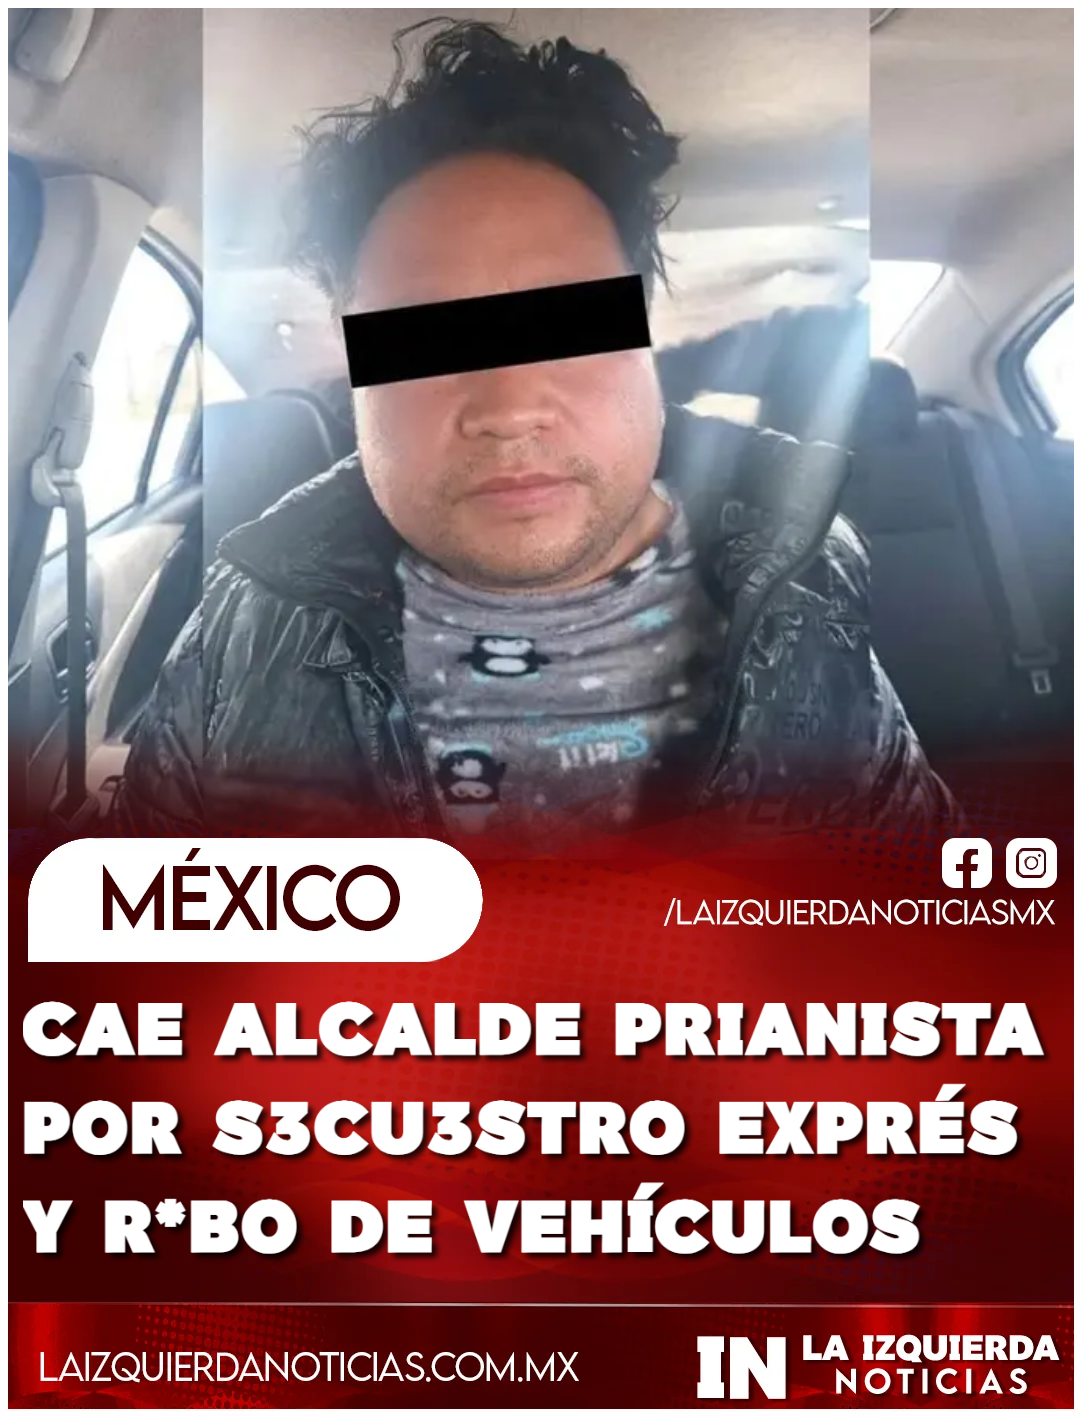 MÉXICO
/LAIZQUIERDANOTICIASMX
CAE ALCALDE PRIANISTA
POR S3CU3STRO EXPRÉS
Y R*BO DE VEHÍCULOS
LAIZQUIERDANOTICIAS.COM.MX
IN LA IZQUIERDA
NOTICIAS